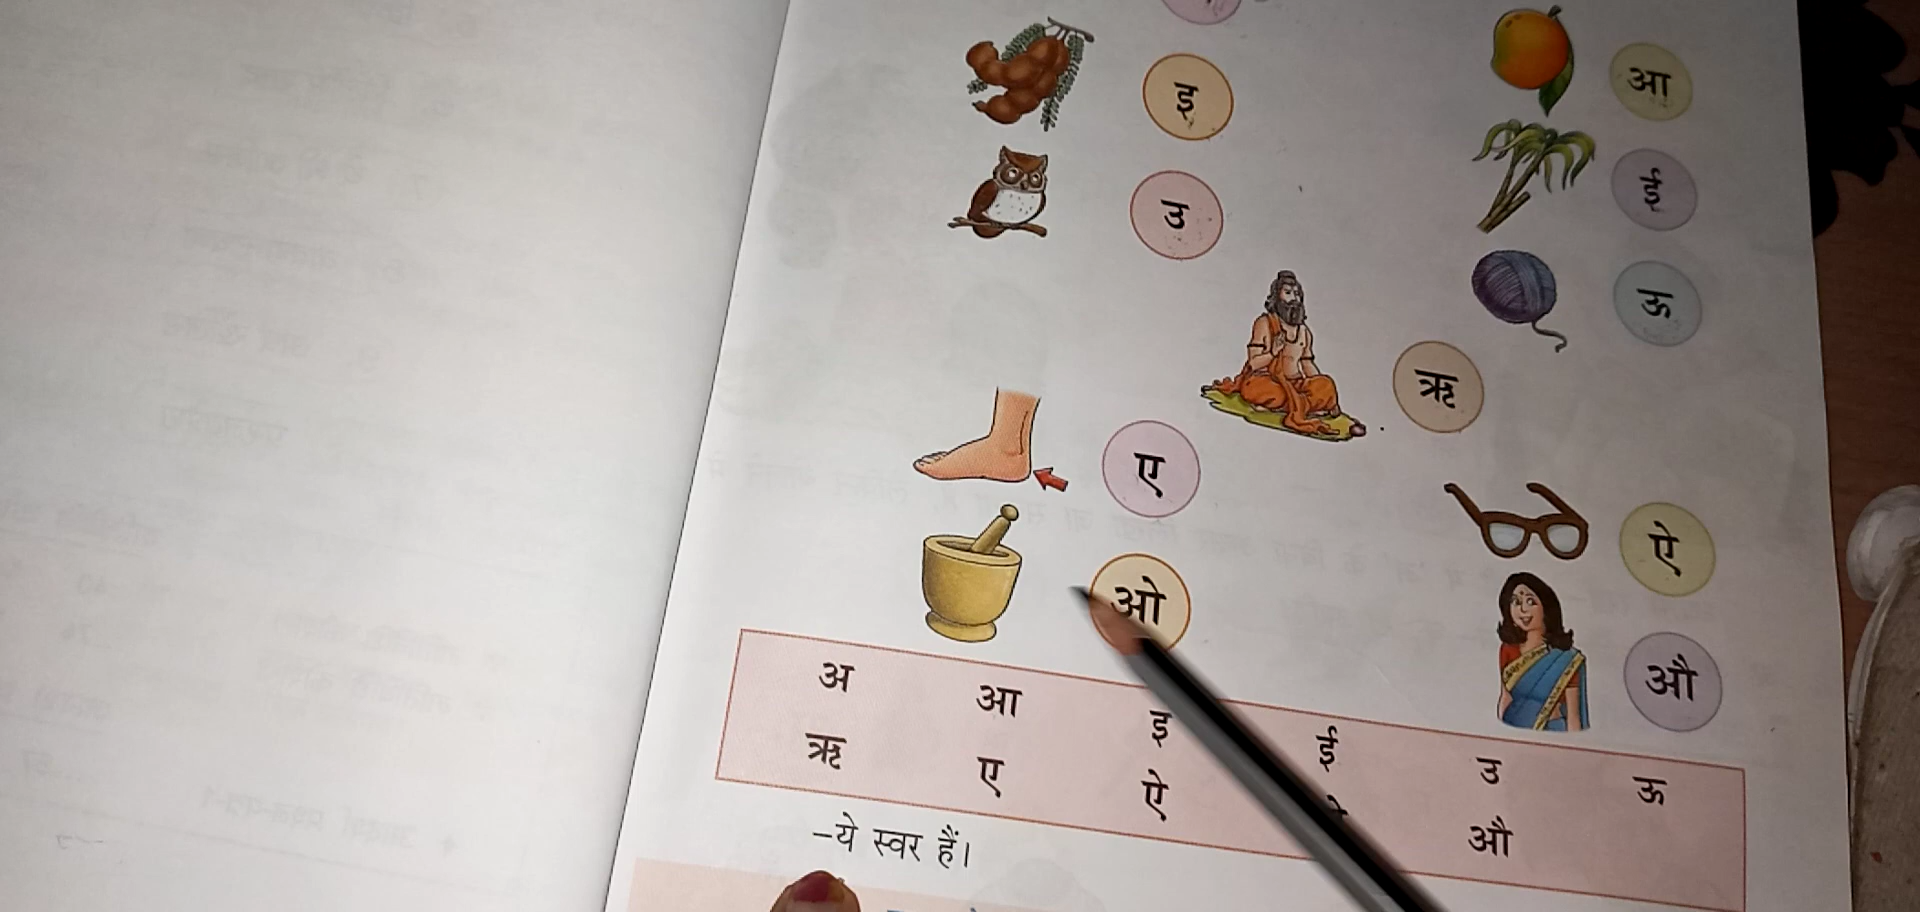 इ आ
उ ई
ऊ
ऋ
ए ऐ
ओ औ
अ आ इ ई उ ऊ
ऋ ए ऐ औ
–ये स्वर हैं।